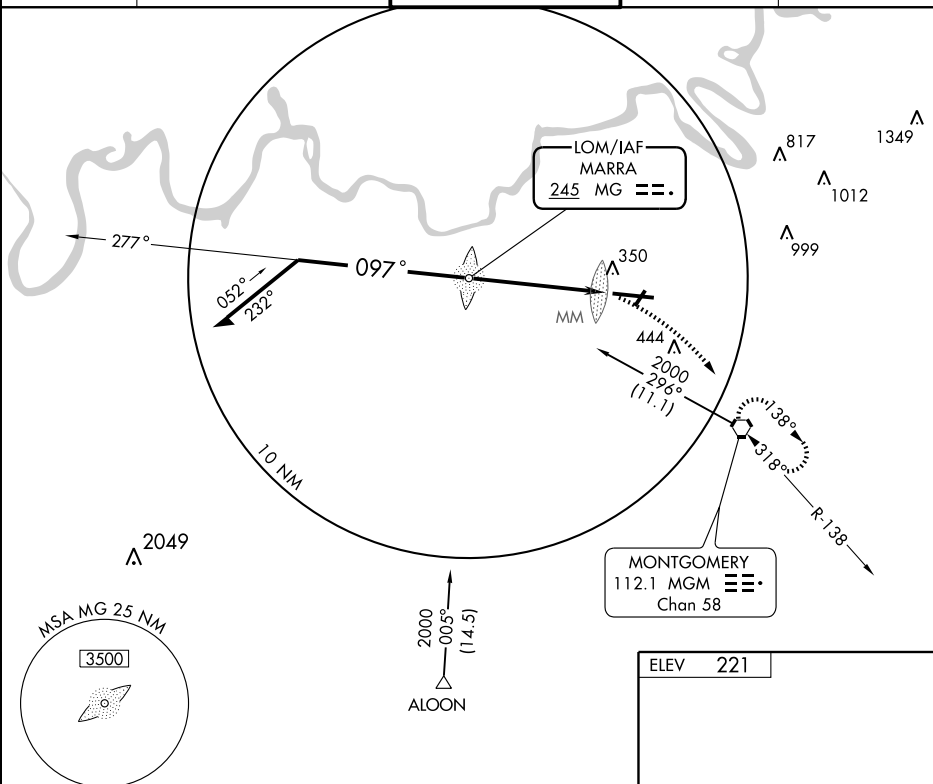 817
1349
1012
999
LOM/IAF
MARRA
245 MG
277°
097°
350
052°
232°
MM
444
2000
296°
(11.1)
138°
318°
R-138
10 NM
2049
MONTGOMERY
112.1 MGM
Chan 58
MSA MG 25 NM
3500
2000
005°
(14.5)
ALOON
ELEV 221